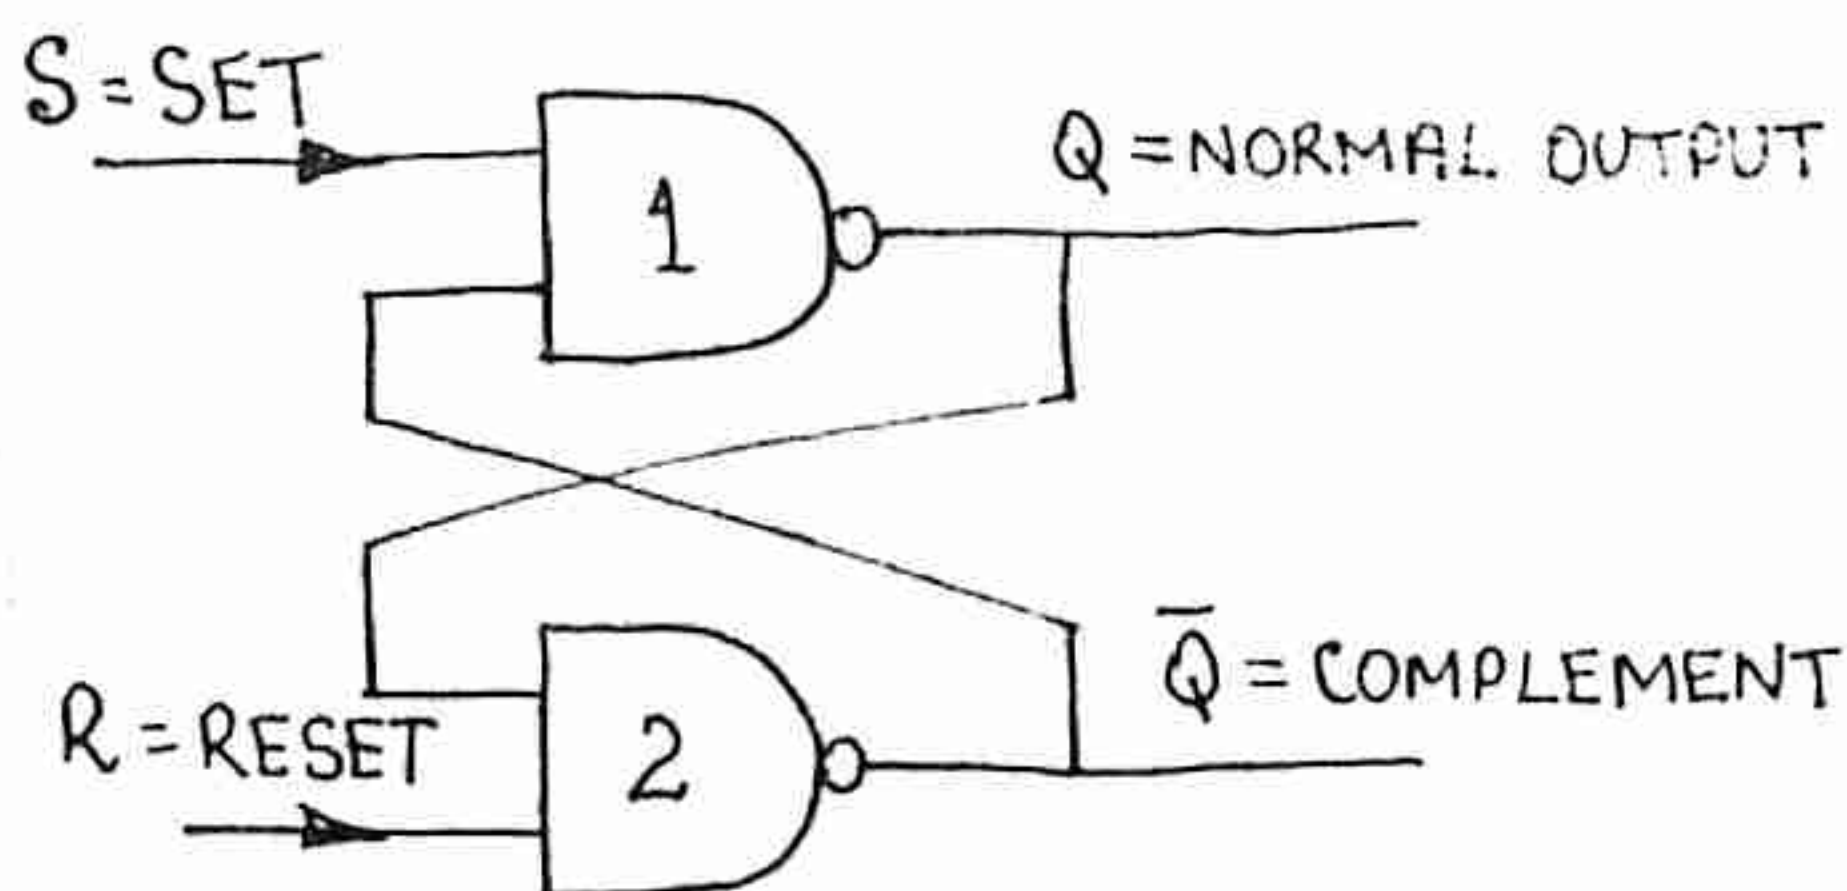 S = SET
Q = NORMAL OUTPUT
1
Q̅ = COMPLEMENT
R = RESET
2